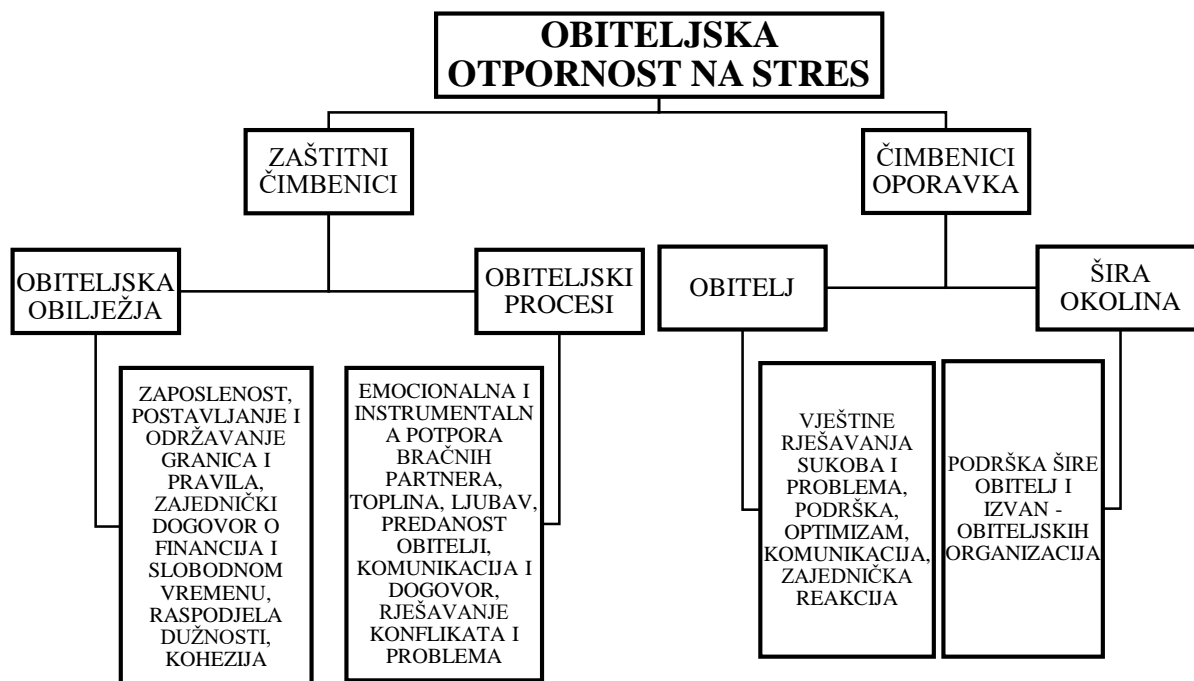 OBITELJSKA
OTPORNOST NA STRES
ZAŠTITNI
ČIMBENICI
ČIMBENICI
OPORAVKA
OBITELJSKA
OBILJEŽJA
OBITELJSKI
PROCESI
OBITELJ
ŠIRA
OKOLINA
ZAPOSLENOST,
POSTAVLJANJE I
ODRŽAVANJE
GRANICA I
PRAVILA,
ZAJEDNIČKI
DOGOVOR O
FINANCIJA I
SLOBODNOM
VREMENU,
RASPODJELA
DUŽNOSTI,
KOHEZIJA
EMOCIONALNA I
INSTRUMENTALN
A POTPORA
BRAČNIH
PARTNERA,
TOPLINA, LJUBAV,
PREDANOST
OBITELJI,
KOMUNIKACIJA I
DOGOVOR,
RJEŠAVANJE
KONFLIKATA I
PROBLEMA
VJEŠTINE
RJEŠAVANJA
SUKOBA I
PROBLEMA,
PODRŠKA,
OPTIMIZAM,
KOMUNIKACIJA,
ZAJEDNIČKA
REAKCIJA
PODRŠKA ŠIRE
OBITELJ I
IZVAN -
OBITELJSKIH
ORGANIZACIJA